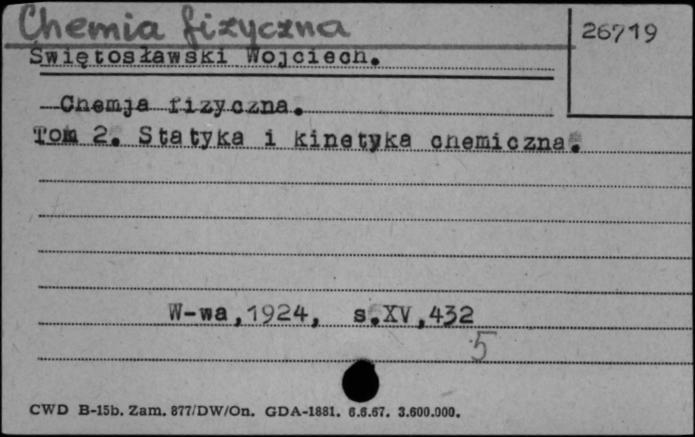 Chemia fizyczna
26719
Świętosławski Wojciech.
Chemja fizyczna.
Tom 2. Statyka i kinetyka chemiczna.
W-wa,1924, s.XV,432
5
CWD B-15b. Zam. 877/DW/On. GDA-1881. 6.6.67. 3.600.000.